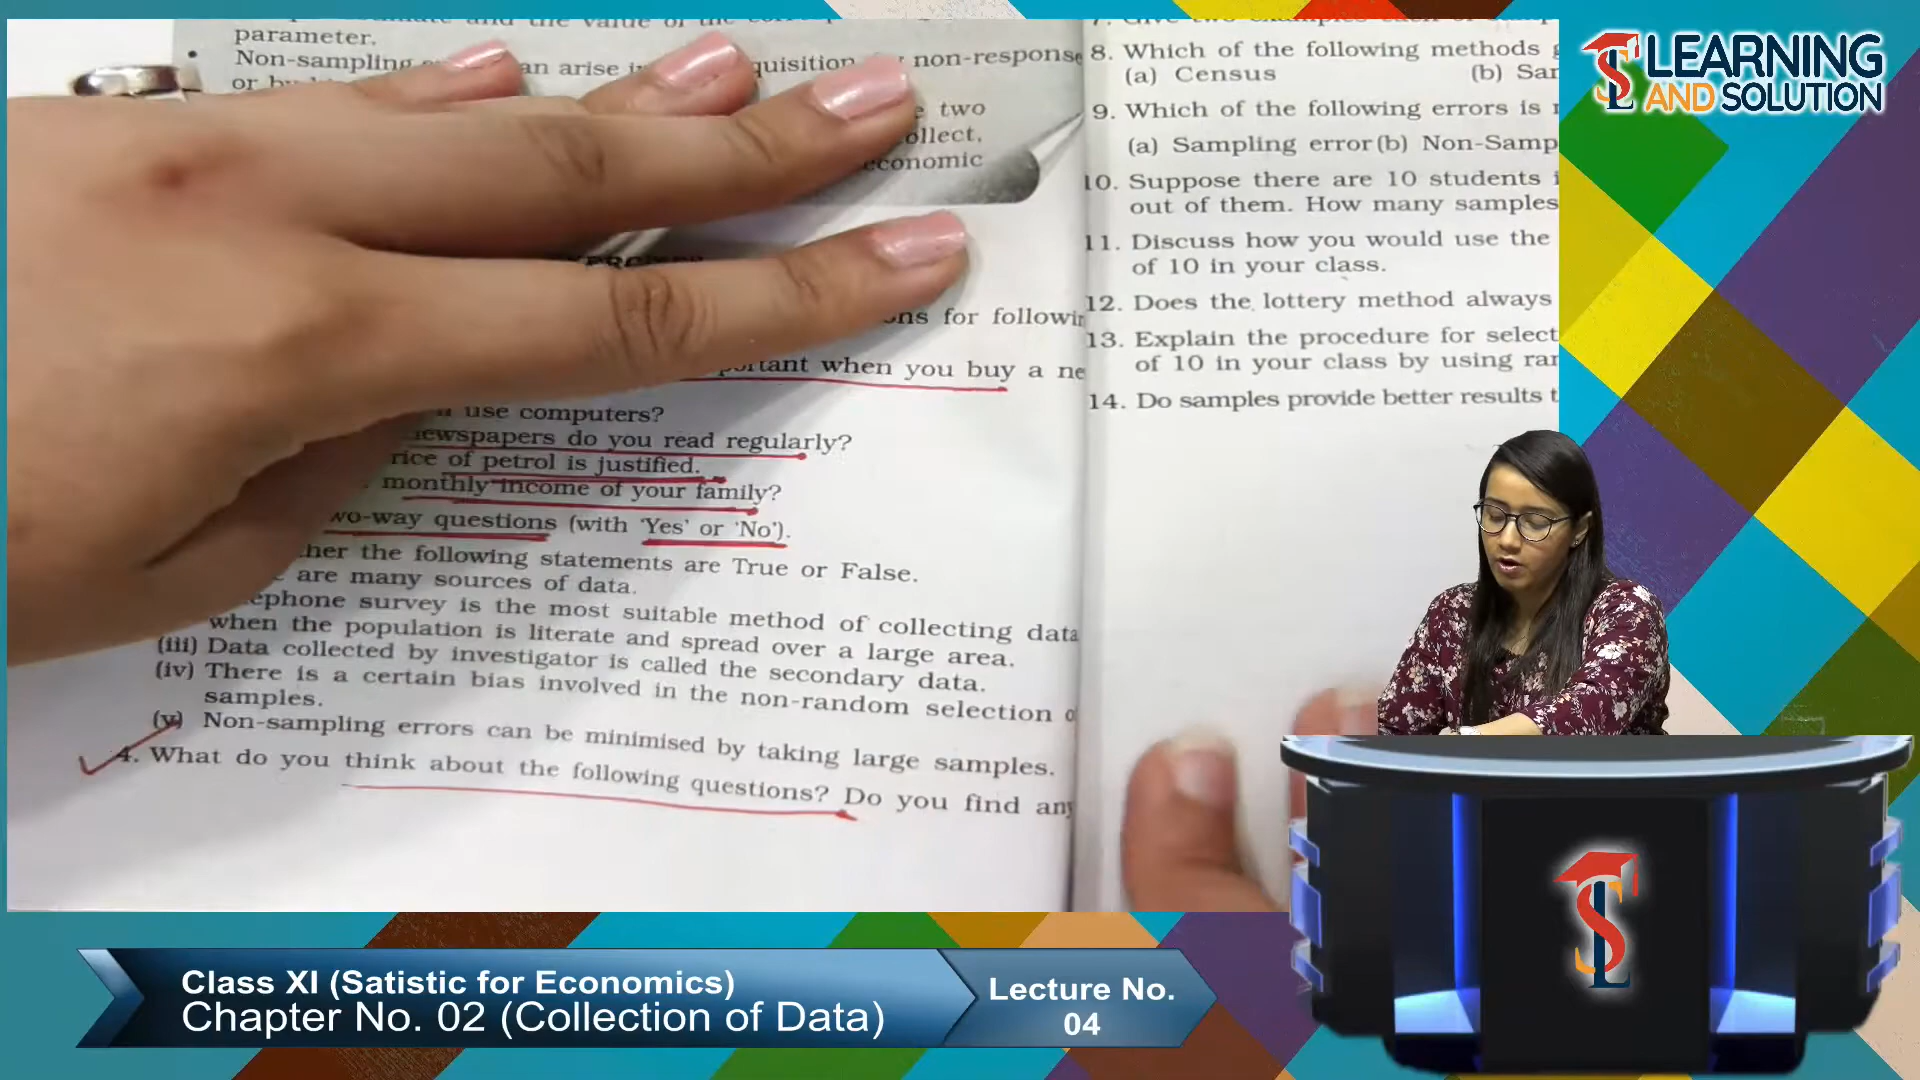 parameter.
Non-sampling an arise in quisition non-response
or by
two
ollect,
economic
ons for followin
portant when you buy a ne
use computers?
newspapers do you read regularly?
rice of petrol is justified.
monthly income of your family?
wo-way questions (with 'Yes' or 'No').
her the following statements are True or False.
are many sources of data.
ephone survey is the most suitable method of collecting data
when the population is literate and spread over a large area.
(iii) Data collected by investigator is called the secondary data.
(iv) There is a certain bias involved in the non-random selection o
samples.
(v) Non-sampling errors can be minimised by taking large samples.
4. What do you think about the following questions? Do you find any
8. Which of the following methods g
(a) Census (b) Sar
9. Which of the following errors is
(a) Sampling error (b) Non-Samp
10. Suppose there are 10 students i
out of them. How many samples
11. Discuss how you would use the
of 10 in your class.
12. Does the lottery method always
13. Explain the procedure for select
of 10 in your class by using ran
14. Do samples provide better results t
LEARNING
AND SOLUTION
Class XI (Satistic for Economics)
Chapter No. 02 (Collection of Data)
Lecture No.
04